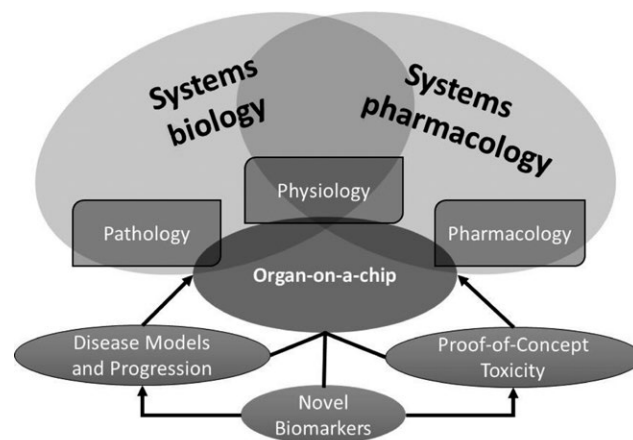 Systems
biology
Systems
pharmacology
Physiology
Pathology
Pharmacology
Organ-on-a-chip
Disease Models
and Progression
Proof-of-Concept
Toxicity
Novel
Biomarkers